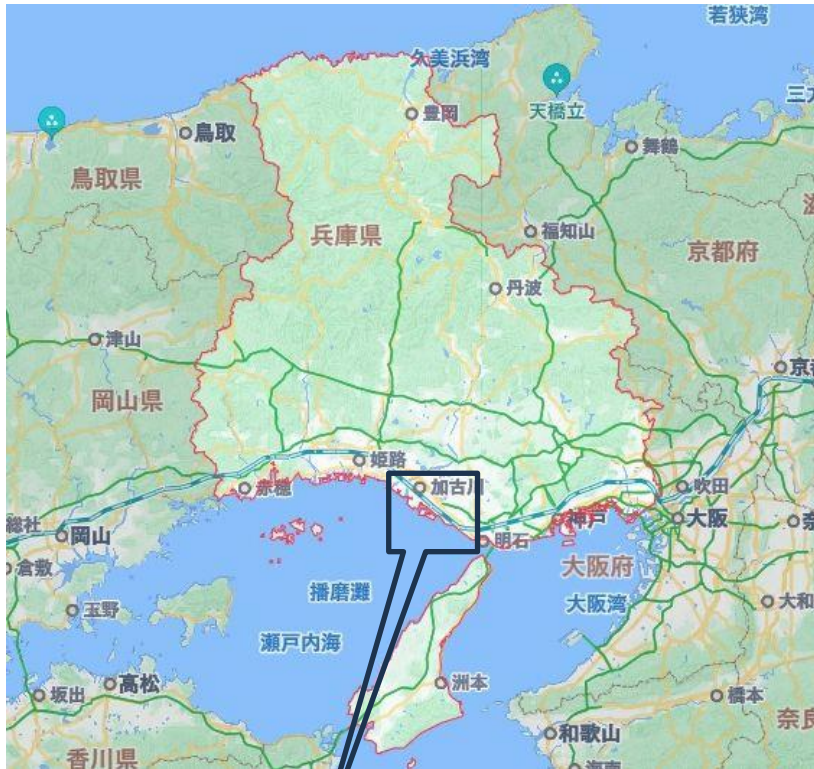 若狭湾
久美浜湾
豊岡
天橋立
鳥取
舞鶴
鳥取県
兵庫県
福知山
京都府
丹波
津山
岡山県
姫路
赤穂
加古川
吹田
総社
岡山
神戸
大阪
明石
倉敷
大阪府
播磨灘
玉野
大阪湾
大和
瀬戸内海
坂出
高松
洲本
橋本
和歌山
香川県